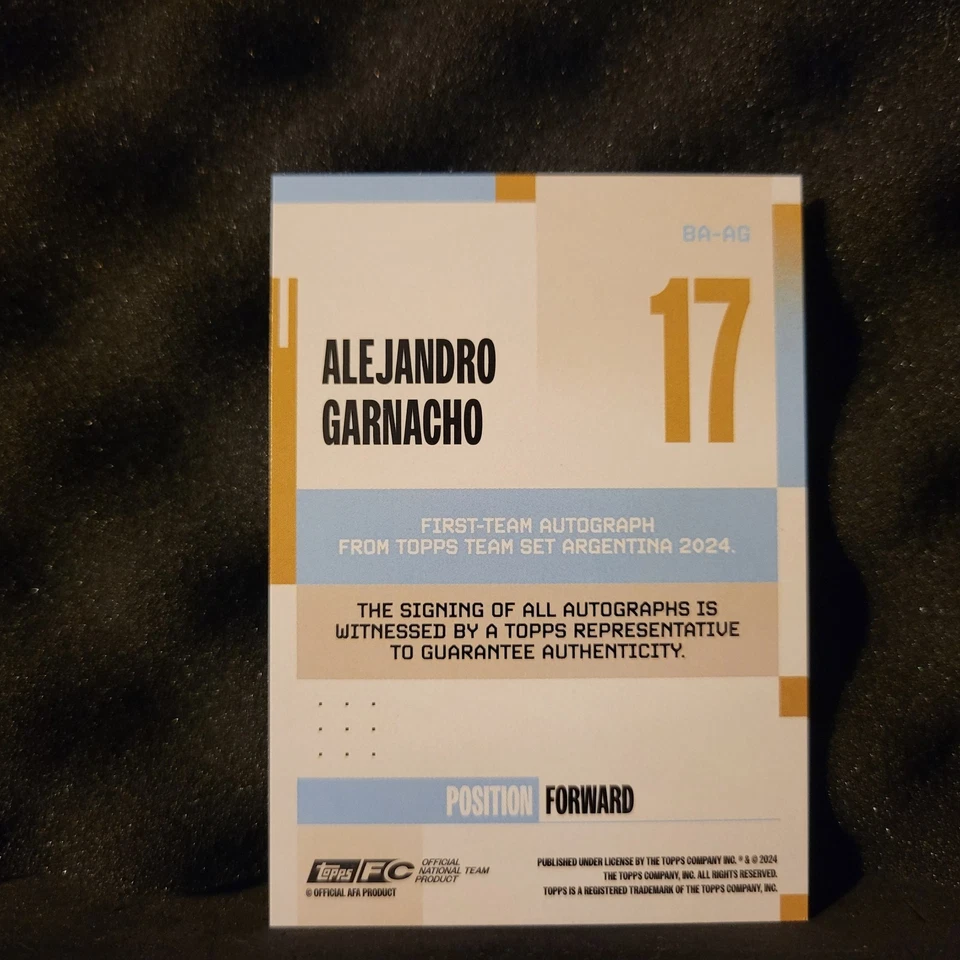 BA-AG
17
ALEJANDRO
GARNACHO
FIRST-TEAM AUTOGRAPH
FROM TOPPS TEAM SET ARGENTINA 2024.
THE SIGNING OF ALL AUTOGRAPHS IS
WITNESSED BY A TOPPS REPRESENTATIVE
TO GUARANTEE AUTHENTICITY.
POSITION FORWARD
Topps FC
OFFICIAL
NATIONAL TEAM
PRODUCT
© OFFICIAL AFA PRODUCT
PUBLISHED UNDER LICENSE BY THE TOPPS COMPANY INC. ® & © 2024
THE TOPPS COMPANY, INC. ALL RIGHTS RESERVED.
TOPPS IS A REGISTERED TRADEMARK OF THE TOPPS COMPANY, INC.